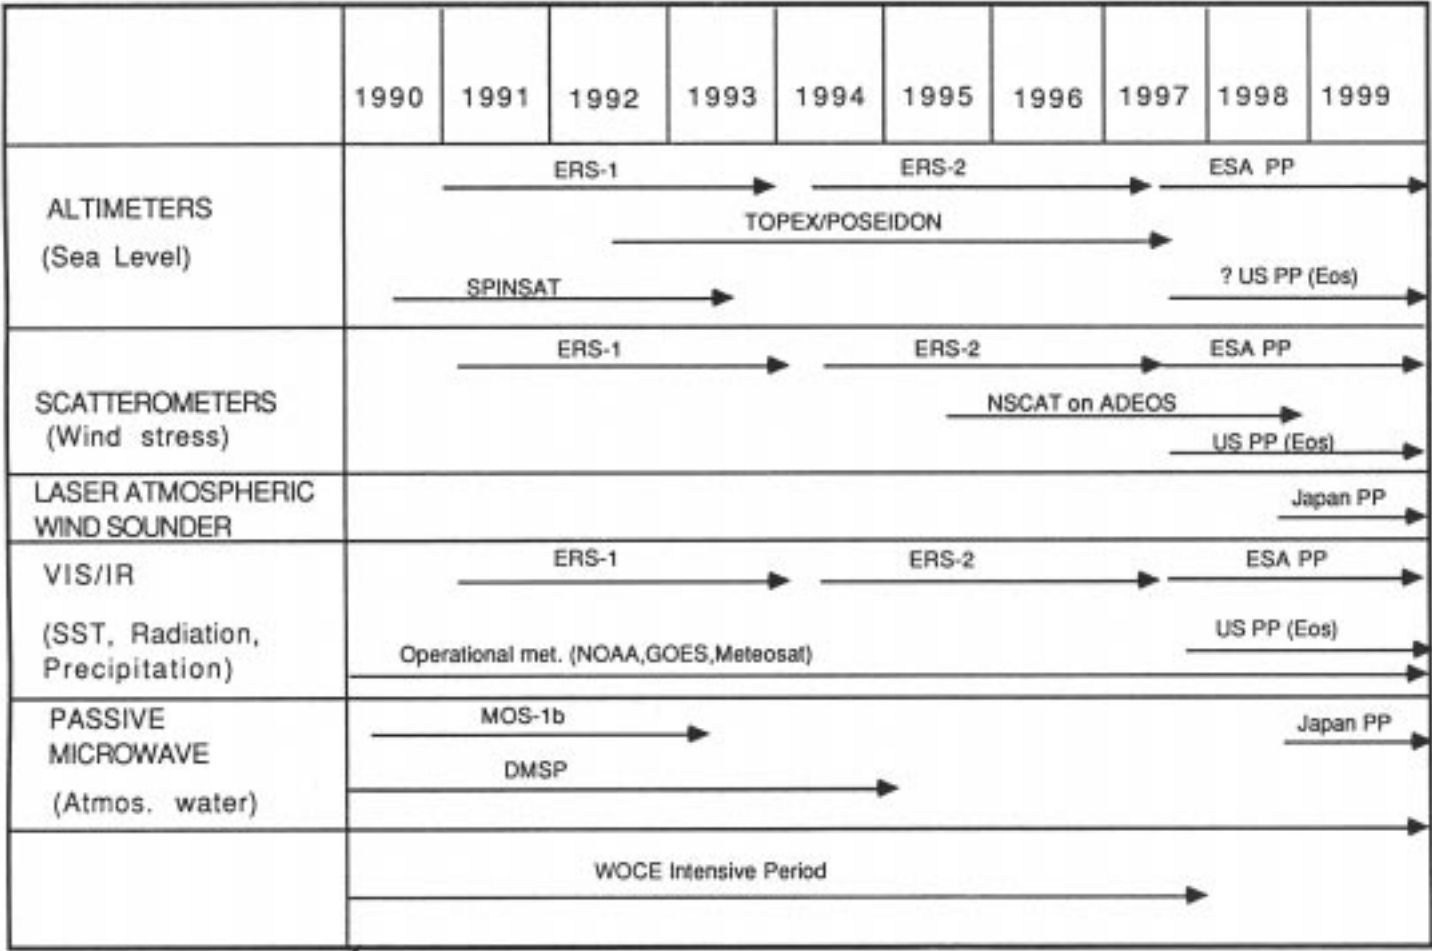 1990 1991 1992 1993 1994 1995 1996 1997 1998 1999
ERS-1 ERS-2 ESA PP
ALTIMETERS
TOPEX/POSEIDON
(Sea Level)
SPINSAT ? US PP (Eos)
ERS-1 ERS-2 ESA PP
SCATTEROMETERS NSCAT on ADEOS
(Wind stress) US PP (Eos)
LASER ATMOSPHERIC Japan PP
WIND SOUNDER
ERS-1 ERS-2 ESA PP
VIS/IR
(SST, Radiation, US PP (Eos)
Precipitation) Operational met. (NOAA,GOES,Meteosat)
PASSIVE MOS-1b Japan PP
MICROWAVE
DMSP
(Atmos. water)
WOCE Intensive Period